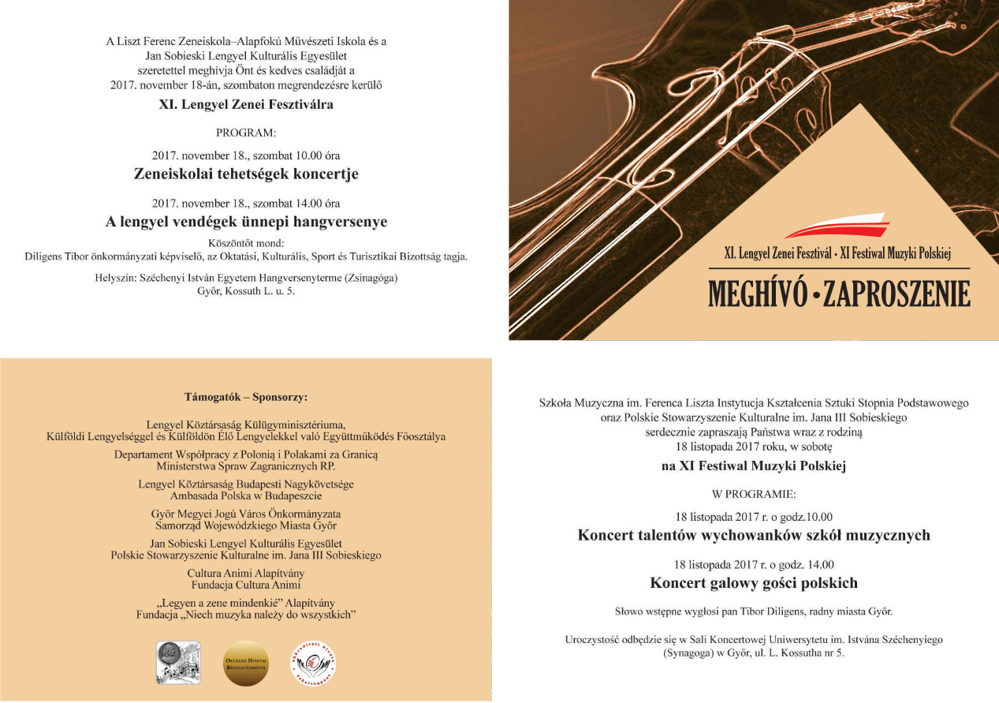 A Liszt Ferenc Zeneiskola–Alapfokú Művészeti Iskola és a
Jan Sobieski Lengyel Kulturális Egyesület
szeretettel meghívja Önt és kedves családját a
2017. november 18-án, szombaton megrendezésre kerülő
XI. Lengyel Zenei Fesztiválra
PROGRAM:
2017. november 18., szombat 10.00 óra
Zeneiskolai tehetségek koncertje
2017. november 18., szombat 14.00 óra
A lengyel vendégek ünnepi hangversenye
Köszöntőt mond:
Diligens Tibor önkormányzati képviselő, az Oktatási, Kulturális, Sport és Turisztikai Bizottság tagja.
Helyszín: Széchenyi István Egyetem Hangversenyterme (Zsinagóga)
Győr, Kossuth L. u. 5.
XI. Lengyel Zenei Fesztivál • XI Festiwal Muzyki Polskiej
MEGHÍVÓ • ZAPROSZENIE
Támogatók – Sponsorzy:
Lengyel Köztársaság Külügyminisztériuma,
Külföldi Lengyelséggel és Külföldön Élő Lengyelekkel való Együttműködés Főosztálya
Departament Współpracy z Polonią i Polakami za Granicą
Ministerstwa Spraw Zagranicznych RP.
Lengyel Köztársaság Budapesti Nagykövetsége
Ambasada Polska w Budapeszcie
Győr Megyei Jogú Város Önkormányzata
Samorząd Wojewódzkiego Miasta Győr
Jan Sobieski Lengyel Kulturális Egyesület
Polskie Stowarzyszenie Kulturalne im. Jana III Sobieskiego
Cultura Animi Alapítvány
Fundacja Cultura Animi
„Legyen a zene mindenkié” Alapítvány
Fundacja „Niech muzyka należy do wszystkich”
OKTATÁSI HIVATAL
BÁZISINTÉZMÉNYE
Akkreditált Kiváló
Tehetségpont
Szkoła Muzyczna im. Ferenca Liszta Instytucja Kształcenia Sztuki Stopnia Podstawowego
oraz Polskie Stowarzyszenie Kulturalne im. Jana III Sobieskiego
serdecznie zapraszają Państwa wraz z rodziną
18 listopada 2017 roku, w sobotę
na XI Festiwal Muzyki Polskiej
W PROGRAMIE:
18 listopada 2017 r. o godz.10.00
Koncert talentów wychowanków szkół muzycznych
18 listopada 2017 r. o godz. 14.00
Koncert galowy gości polskich
Słowo wstępne wygłosi pan Tibor Diligens, radny miasta Győr.
Uroczystość odbędzie się w Sali Koncertowej Uniwersytetu im. Istvána Széchenyiego
(Synagoga) w Győr, ul. L. Kossutha nr 5.